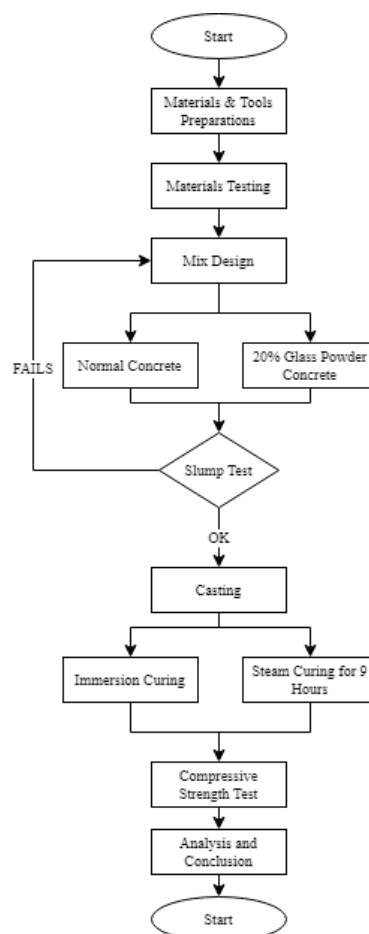 Start
Materials & Tools
Preparations
Materials Testing
Mix Design
FAILS
Normal Concrete
20% Glass Powder
Concrete
Slump Test
OK
Casting
Immersion Curing
Steam Curing for 9
Hours
Compressive
Strength Test
Analysis and
Conclusion
Start